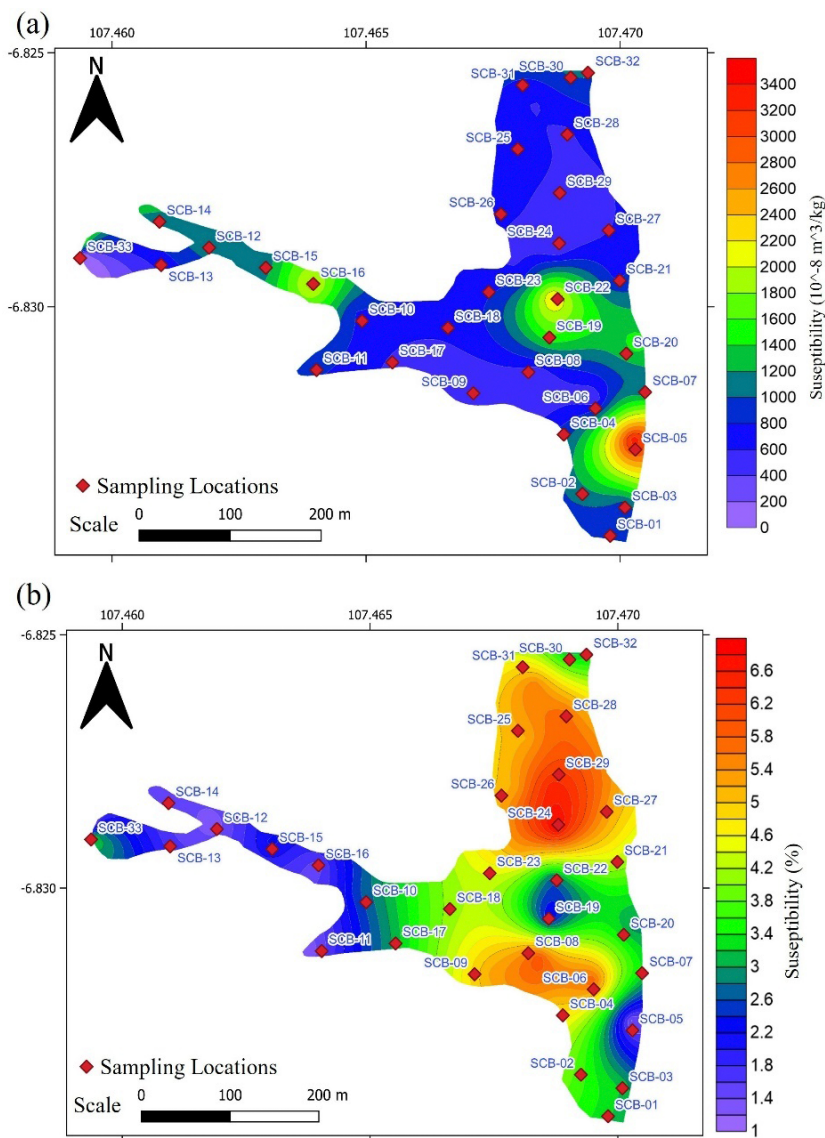 (a)
107.460 107.465 107.470
-6.825
N
SCB-30 SCB-32
SCB-31
SCB-28
SCB-25
SCB-29
SCB-26
SCB-27
SCB-24
SCB-14
SCB-33 SCB-12
SCB-15
SCB-13
SCB-16
SCB-21
SCB-23
SCB-22
-6.830
SCB-10
SCB-18 SCB-19
SCB-20
SCB-17
SCB-11
SCB-08
SCB-07
SCB-09
SCB-06
SCB-04
SCB-05
SCB-02
SCB-03
SCB-01
Sampling Locations
Scale 0 100 200 m
3400
3200
3000
2800
2600
2400
2200
2000
1800
1600
1400
1200
1000
800
600
400
200
0
Suseptibility (10^-8 m^3/kg)
(b)
107.460 107.465 107.470
-6.825
N
SCB-30 SCB-32
SCB-31
SCB-28
SCB-25
SCB-29
SCB-26
SCB-27
SCB-24
SCB-14
SCB-33 SCB-12
SCB-15
SCB-13
SCB-16
SCB-21
SCB-23
SCB-22
-6.830
SCB-10
SCB-18 SCB-19
SCB-20
SCB-17
SCB-11
SCB-08
SCB-07
SCB-09
SCB-06
SCB-04
SCB-05
SCB-02
SCB-03
SCB-01
Sampling Locations
Scale 0 100 200 m
6.6
6.2
5.8
5.4
5
4.6
4.2
3.8
3.4
3
2.6
2.2
1.8
1.4
1
Suseptibility (%)